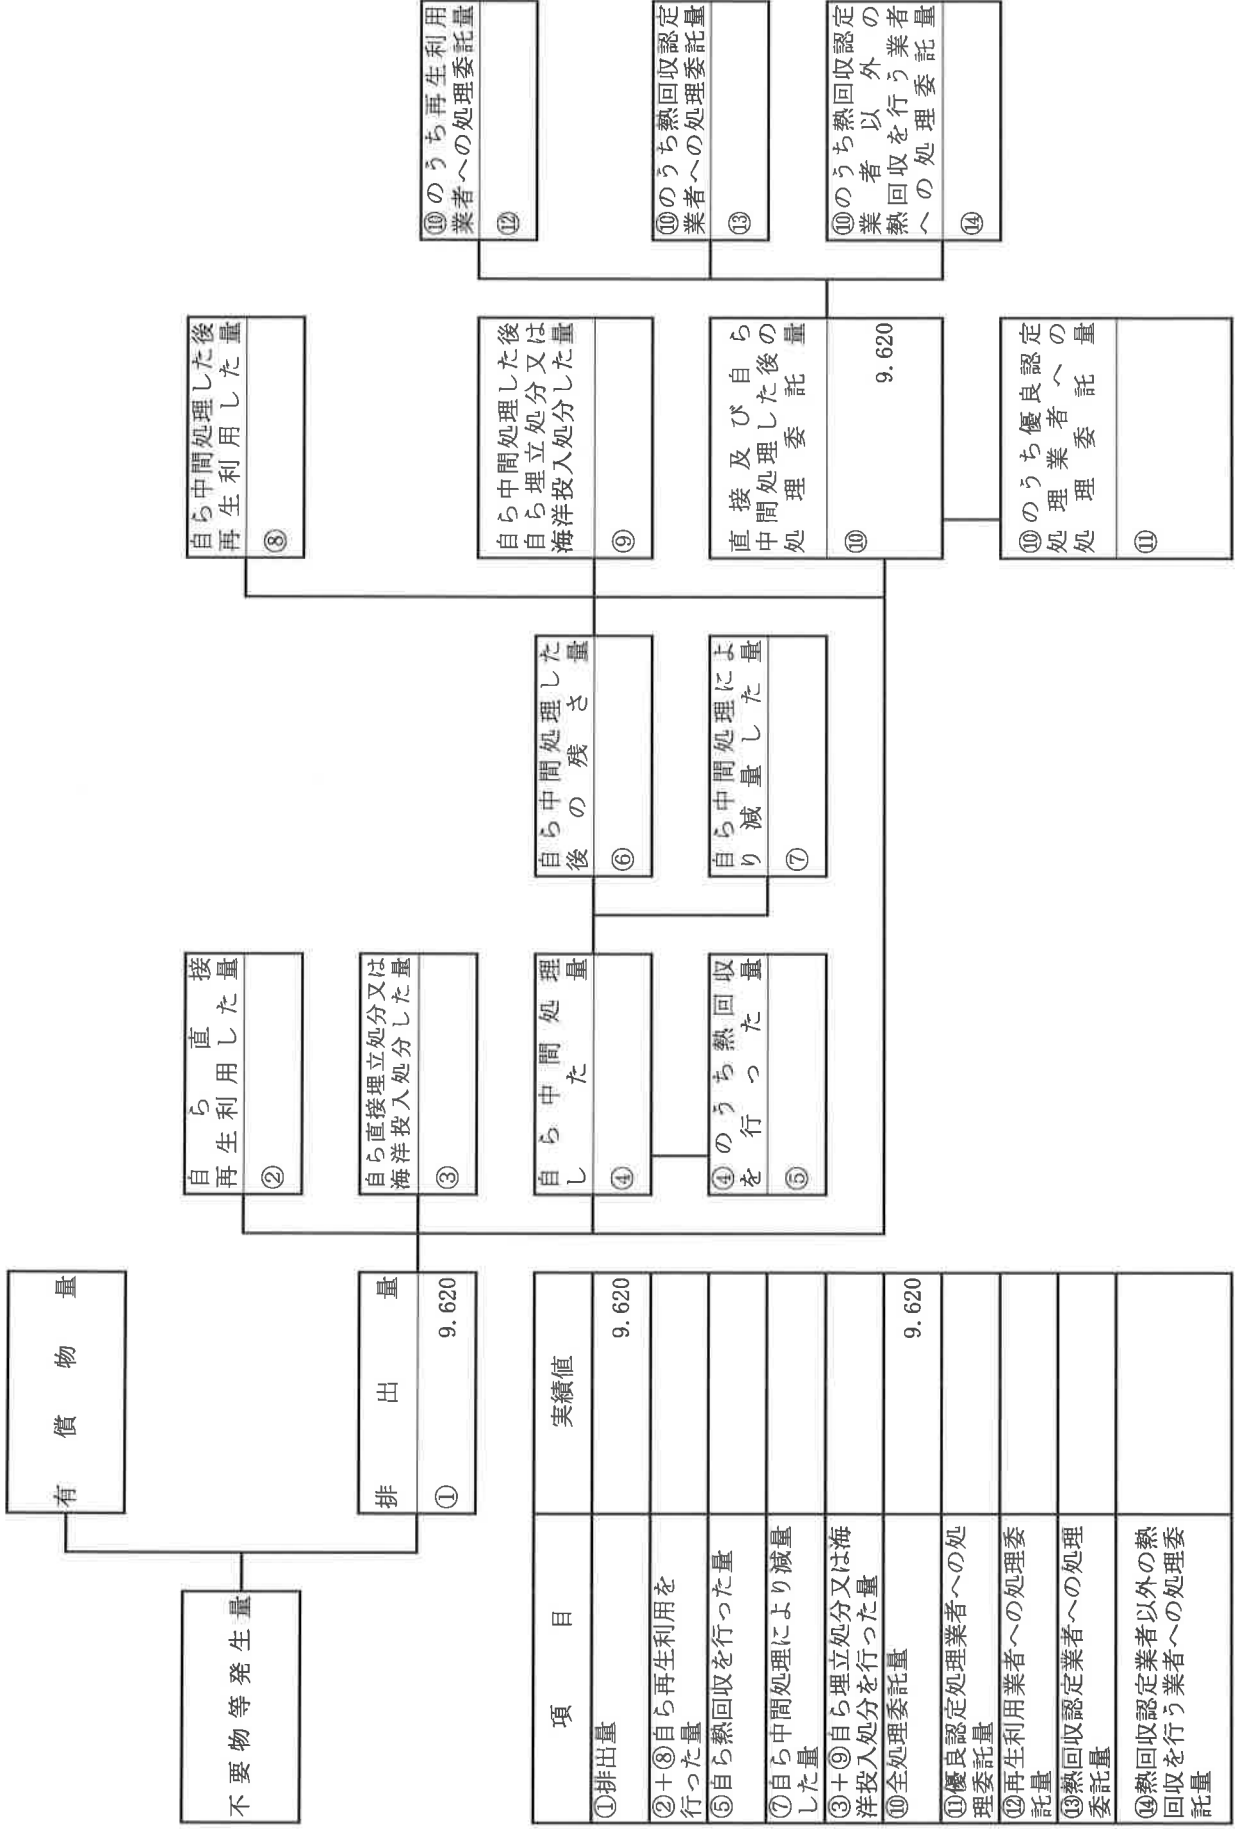 不要物等発生量
有償物量
排出量
① 9.620
自ら直接
再生利用した量
②
自ら直接埋立処分又は
海洋投入処分した量
③
自ら中間処理
した量
④
④のうち熱回収
を行った量
⑤
自ら中間処理した
後の残さ量
⑥
自ら中間処理によ
り減量した量
⑦
自ら中間処理した後
再生利用した量
⑧
自ら中間処理した後
自ら埋立処分又は
海洋投入処分した量
⑨
直接及び自ら
中間処理した後の
処理委託量
⑩ 9.620
⑩のうち優良認定
処理業者への
処理委託量
⑪
⑩のうち再生利用
業者への処理委託量
⑫
⑩のうち熱回収認定
業者への処理委託量
⑬
⑩のうち熱回収認定
業者以外の
熱回収を行う業者
への処理委託量
⑭
項目 実績値
①排出量 9.620
②+⑧自ら再生利用を
行った量
⑤自ら熱回収を行った量
⑦自ら中間処理により減量
した量
③+⑨自ら埋立処分又は海
洋投入処分を行った量
⑩全処理委託量 9.620
⑪優良認定処理業者への処
理委託量
⑫再生利用業者への処理委
託量
⑬熱回収認定業者への処理
委託量
⑭熱回収認定業者以外の熱
回収を行う業者への処理委
託量